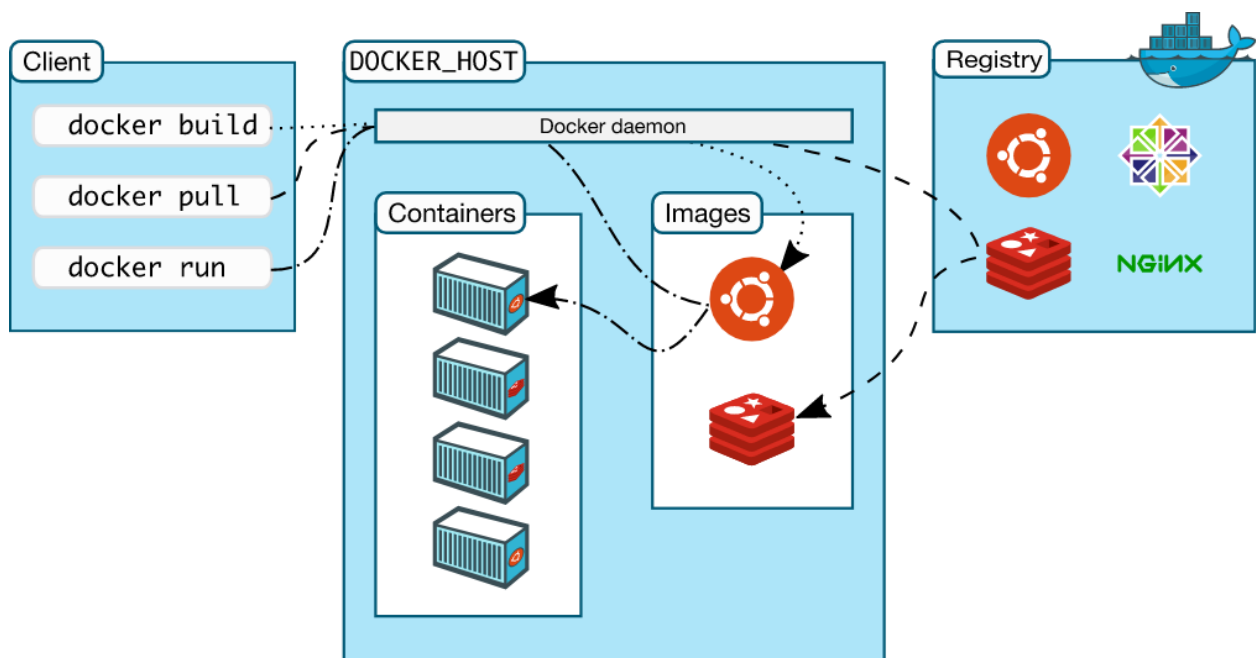 Client
docker build
docker pull
docker run
DOCKER_HOST
Docker daemon
Containers
Images
Registry
NGINX